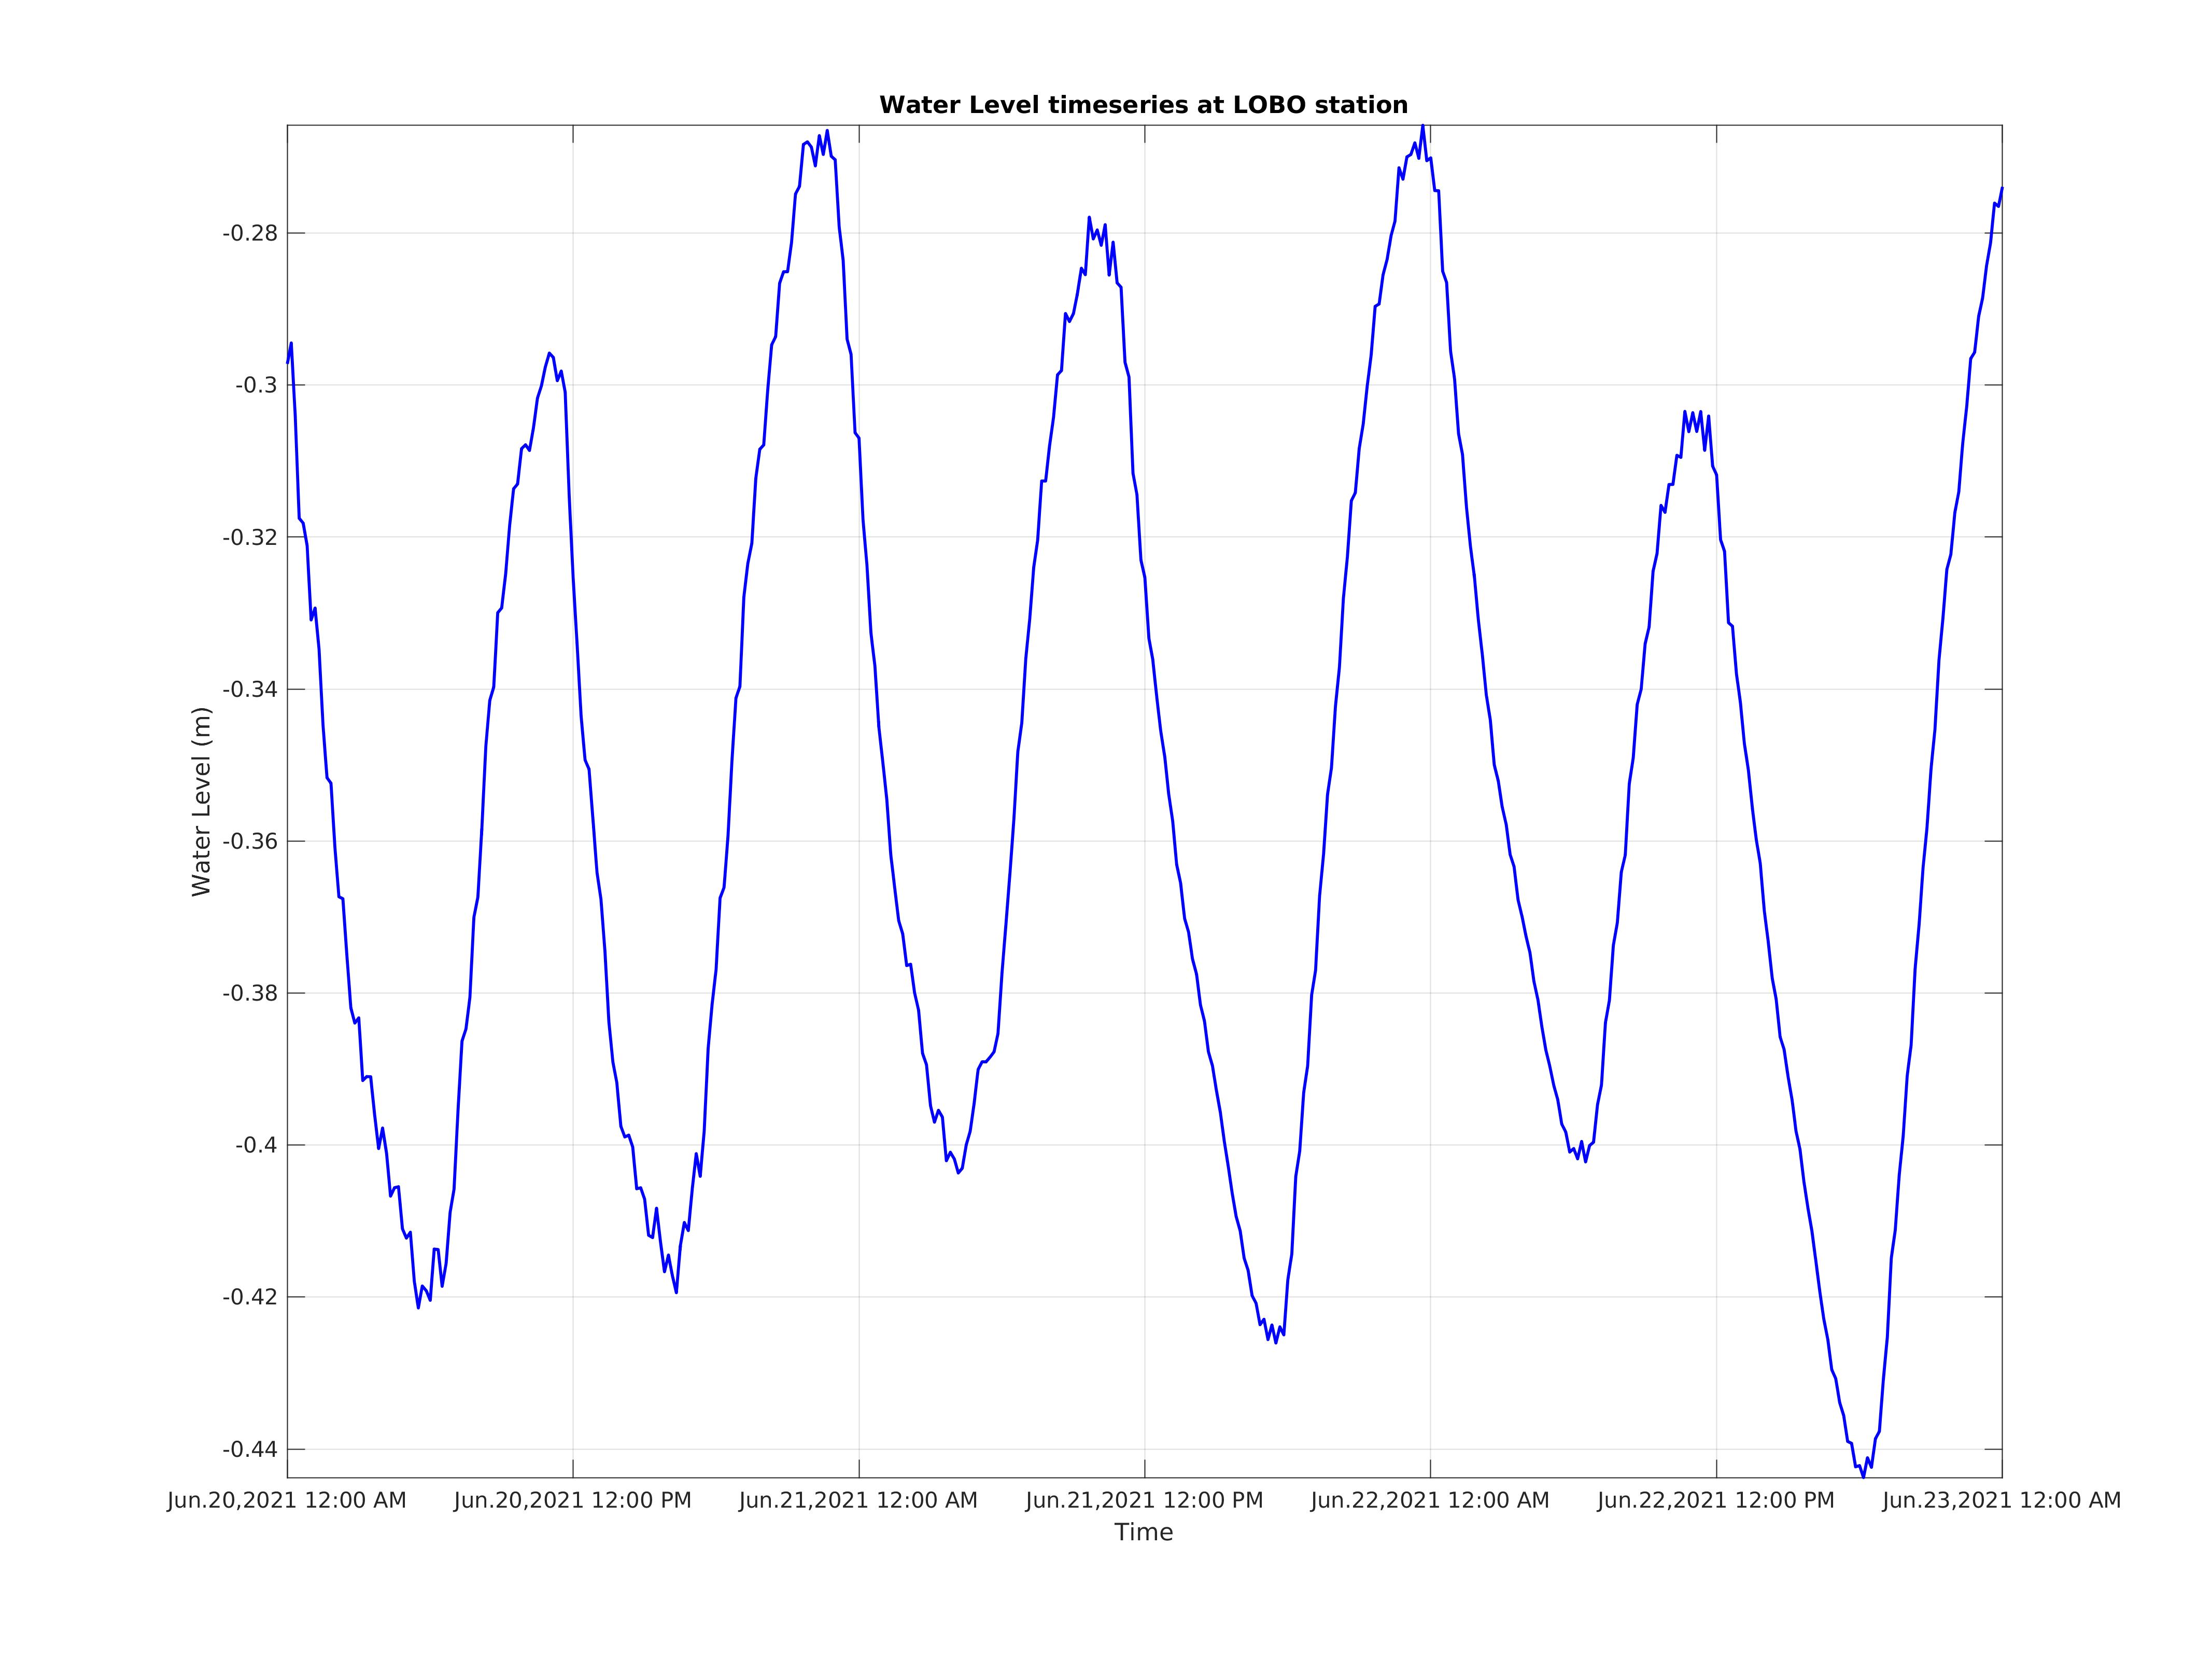 Water Level timeseries at LOBO station
-0.28
-0.3
-0.32
-0.34
-0.36
-0.38
-0.4
-0.42
-0.44
Water Level (m)
Jun.20,2021 12:00 AM Jun.20,2021 12:00 PM Jun.21,2021 12:00 AM Jun.21,2021 12:00 PM Jun.22,2021 12:00 AM Jun.22,2021 12:00 PM Jun.23,2021 12:00 AM
Time